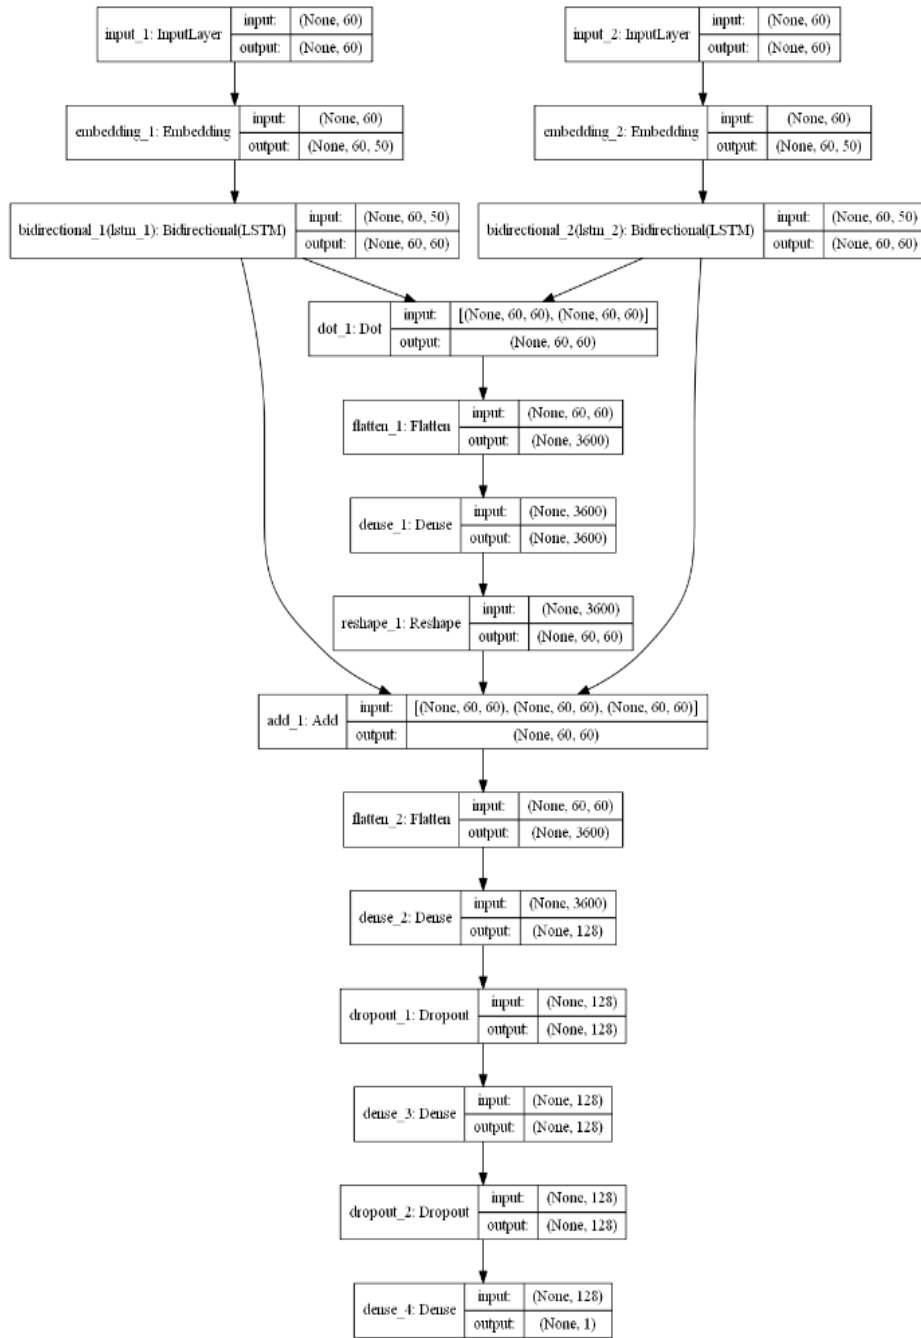 input_1: InputLayer
input: (None, 60)
output: (None, 60)
input_2: InputLayer
input: (None, 60)
output: (None, 60)
embedding_1: Embedding
input: (None, 60)
output: (None, 60, 50)
embedding_2: Embedding
input: (None, 60)
output: (None, 60, 50)
bidirectional_1(lstm_1): Bidirectional(LSTM)
input: (None, 60, 50)
output: (None, 60, 60)
bidirectional_2(lstm_2): Bidirectional(LSTM)
input: (None, 60, 50)
output: (None, 60, 60)
dot_1: Dot
input: [(None, 60, 60), (None, 60, 60)]
output: (None, 60, 60)
flatten_1: Flatten
input: (None, 60, 60)
output: (None, 3600)
dense_1: Dense
input: (None, 3600)
output: (None, 3600)
reshape_1: Reshape
input: (None, 3600)
output: (None, 60, 60)
add_1: Add
input: [(None, 60, 60), (None, 60, 60), (None, 60, 60)]
output: (None, 60, 60)
flatten_2: Flatten
input: (None, 60, 60)
output: (None, 3600)
dense_2: Dense
input: (None, 3600)
output: (None, 128)
dropout_1: Dropout
input: (None, 128)
output: (None, 128)
dense_3: Dense
input: (None, 128)
output: (None, 128)
dropout_2: Dropout
input: (None, 128)
output: (None, 128)
dense_4: Dense
input: (None, 128)
output: (None, 1)